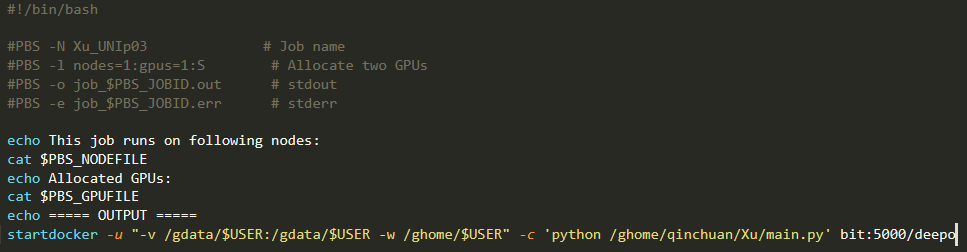 #!/bin/bash
#PBS -N Xu_UNIp03 # Job name
#PBS -l nodes=1:gpus=1:S # Allocate two GPUs
#PBS -o job_$PBS_JOBID.out # stdout
#PBS -e job_$PBS_JOBID.err # stderr
echo This job runs on following nodes:
cat $PBS_NODEFILE
echo Allocated GPUs:
cat $PBS_GPUFILE
echo ===== OUTPUT =====
startdocker -u "-v /gdata/$USER:/gdata/$USER -w /ghome/$USER" -c 'python /ghome/qinchuan/Xu/main.py' bit:5000/deepo